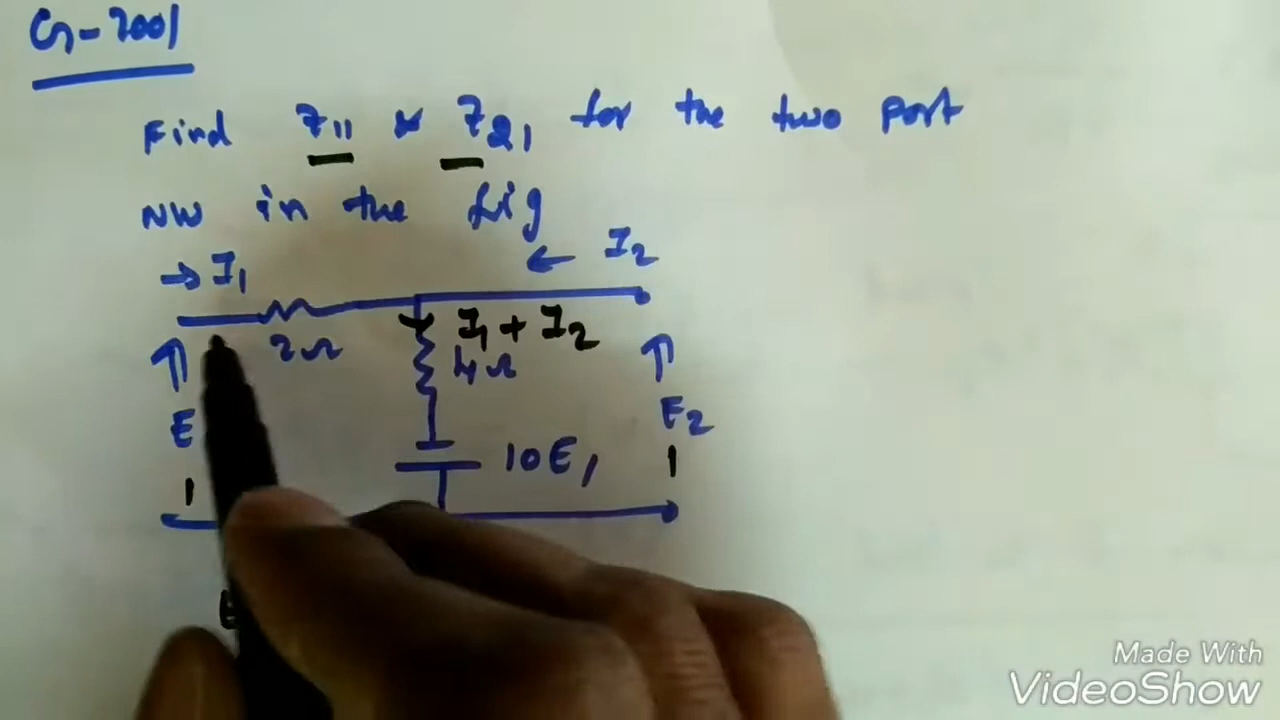 G-2001
Find Z11 & Z21 for the two port
NW in the fig
→ I1
← I2
I1 + I2
2Ω
4Ω
E
E2
10E1
Made With
VideoShow